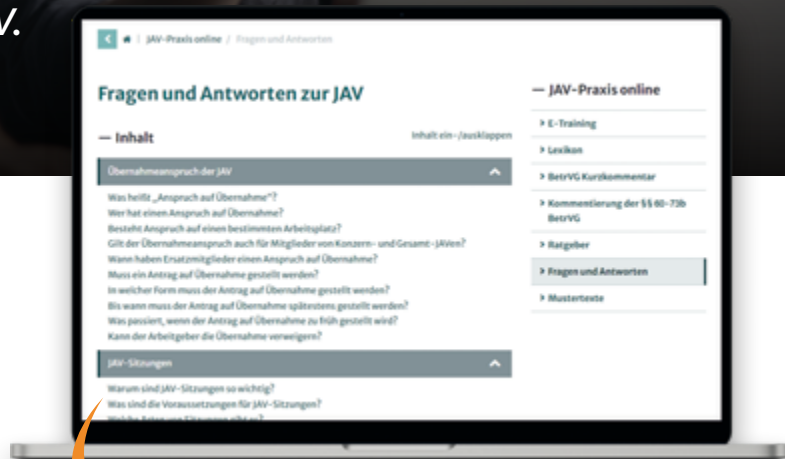 V.
JAV-Praxis online / Fragen und Antworten
Fragen und Antworten zur JAV
— Inhalt
Inhalt ein-/ausklappen
Übernahmeanspruch der JAV
Was heißt „Anspruch auf Übernahme“?
Wer hat einen Anspruch auf Übernahme?
Besteht Anspruch auf einen bestimmten Arbeitsplatz?
Gilt der Übernahmeanspruch auch für Mitglieder von Konzern- und Gesamt-JAVen?
Wann haben Ersatzmitglieder einen Anspruch auf Übernahme?
Muss ein Antrag auf Übernahme gestellt werden?
In welcher Form muss der Antrag auf Übernahme gestellt werden?
Bis wann muss der Antrag auf Übernahme spätestens gestellt werden?
Was passiert, wenn der Antrag auf Übernahme zu früh gestellt wird?
Kann der Arbeitgeber die Übernahme verweigern?
JAV-Sitzungen
Warum sind JAV-Sitzungen so wichtig?
Was sind die Voraussetzungen für JAV-Sitzungen?
Welche Arten von Sitzungen gibt es?
— JAV-Praxis online
> E-Training
> Lexikon
> BetrVG Kurzkommentar
> Kommentierung der §§ 60-73b
BetrVG
> Ratgeber
> Fragen und Antworten
> Mustertexte